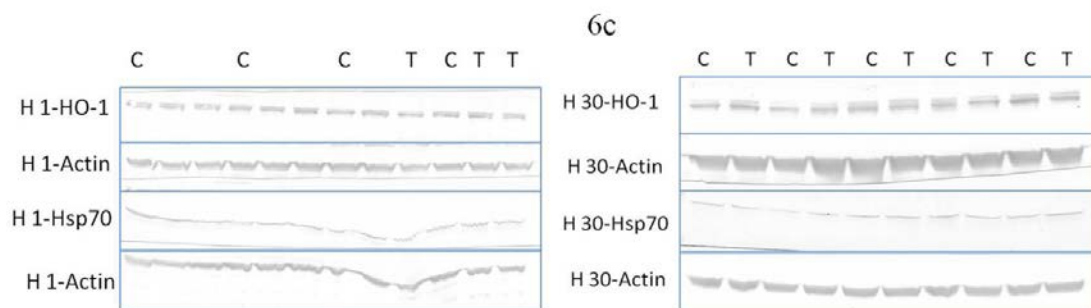 6c
C C C T C T T
H 1-HO-1
H 1-Actin
H 1-Hsp70
H 1-Actin
C T C T C T C T C T
H 30-HO-1
H 30-Actin
H 30-Hsp70
H 30-Actin